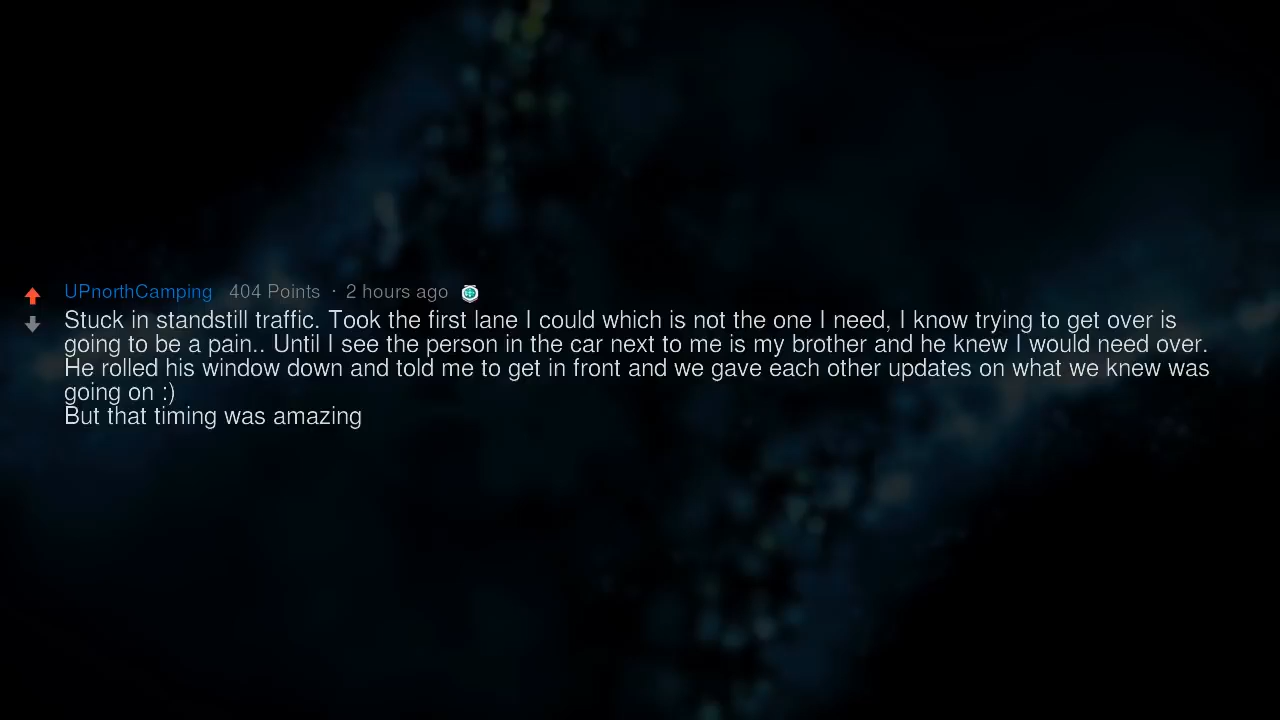 UPnorthCamping 404 Points · 2 hours ago
Stuck in standstill traffic. Took the first lane I could which is not the one I need, I know trying to get over is
going to be a pain.. Until I see the person in the car next to me is my brother and he knew I would need over.
He rolled his window down and told me to get in front and we gave each other updates on what we knew was
going on :)
But that timing was amazing